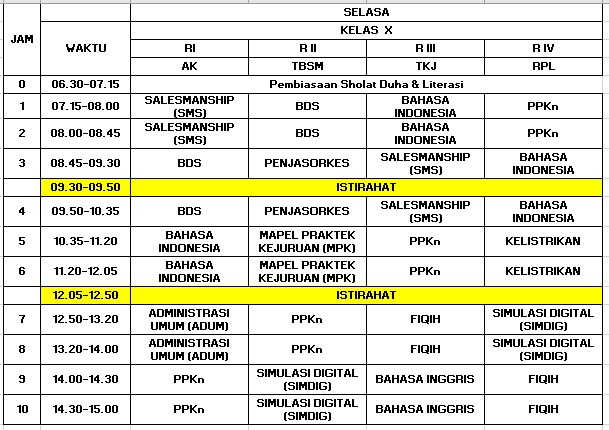 JAM WAKTU SELASA
KELAS X
RI R II R III R IV
AK TBSM TKJ RPL
0 06.30-07.15 Pembiasaan Sholat Duha & Literasi
1 07.15-08.00 SALESMANSHIP (SMS) BDS BAHASA INDONESIA PPKn
2 08.00-08.45 SALESMANSHIP (SMS) BDS BAHASA INDONESIA PPKn
3 08.45-09.30 BDS PENJASORKES SALESMANSHIP (SMS) BAHASA INDONESIA
09.30-09.50 ISTIRAHAT
4 09.50-10.35 BDS PENJASORKES SALESMANSHIP (SMS) BAHASA INDONESIA
5 10.35-11.20 BAHASA INDONESIA MAPEL PRAKTEK KEJURUAN (MPK) PPKn KELISTRIKAN
6 11.20-12.05 BAHASA INDONESIA MAPEL PRAKTEK KEJURUAN (MPK) PPKn KELISTRIKAN
12.05-12.50 ISTIRAHAT
7 12.50-13.20 ADMINISTRASI UMUM (ADUM) PPKn FIQIH SIMULASI DIGITAL (SIMDIG)
8 13.20-14.00 ADMINISTRASI UMUM (ADUM) PPKn FIQIH SIMULASI DIGITAL (SIMDIG)
9 14.00-14.30 PPKn SIMULASI DIGITAL (SIMDIG) BAHASA INGGRIS FIQIH
10 14.30-15.00 PPKn SIMULASI DIGITAL (SIMDIG) BAHASA INGGRIS FIQIH